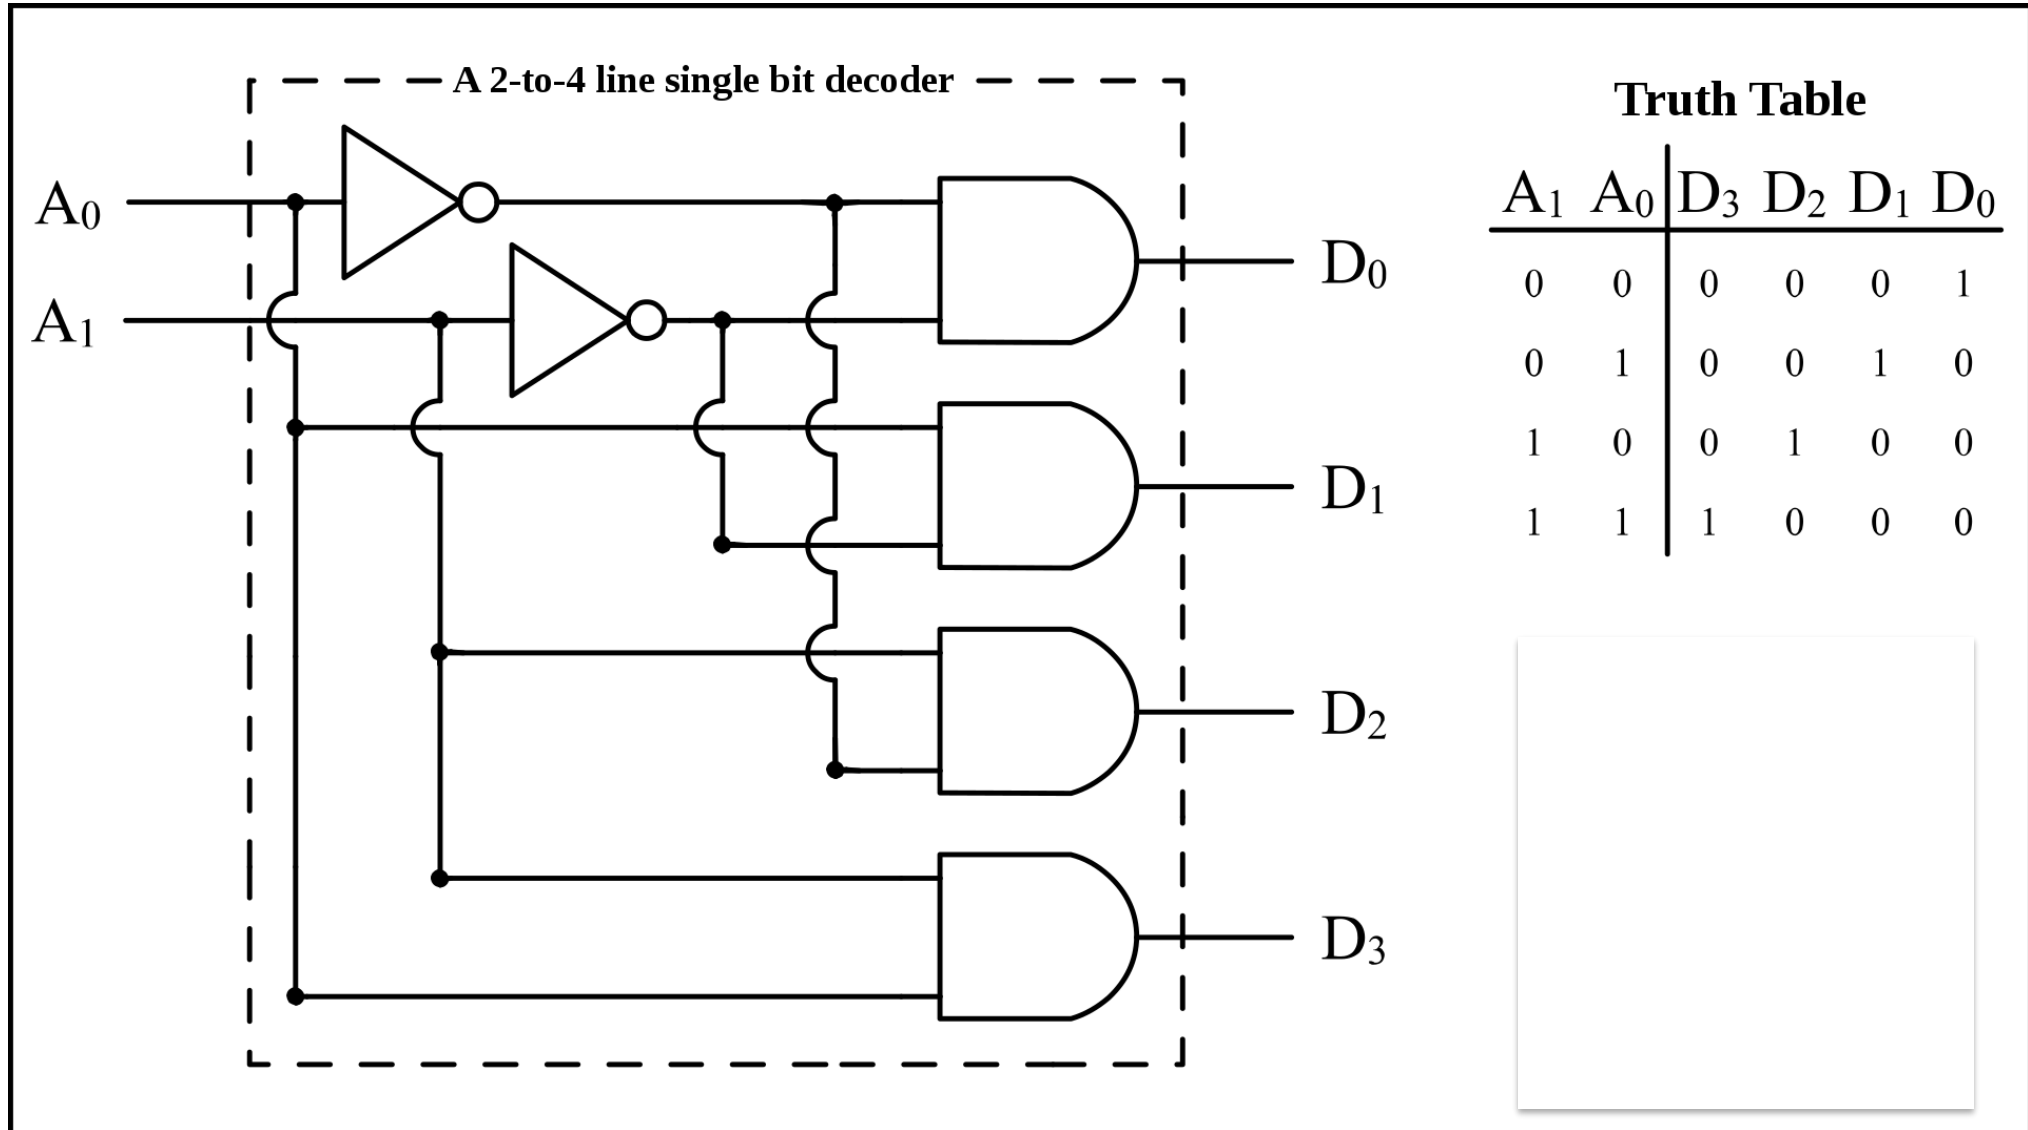 A 2-to-4 line single bit decoder
A0
A1
D0
D1
D2
D3
Truth Table
A1 A0 D3 D2 D1 D0
0 0 0 0 0 1
0 1 0 0 1 0
1 0 0 1 0 0
1 1 1 0 0 0